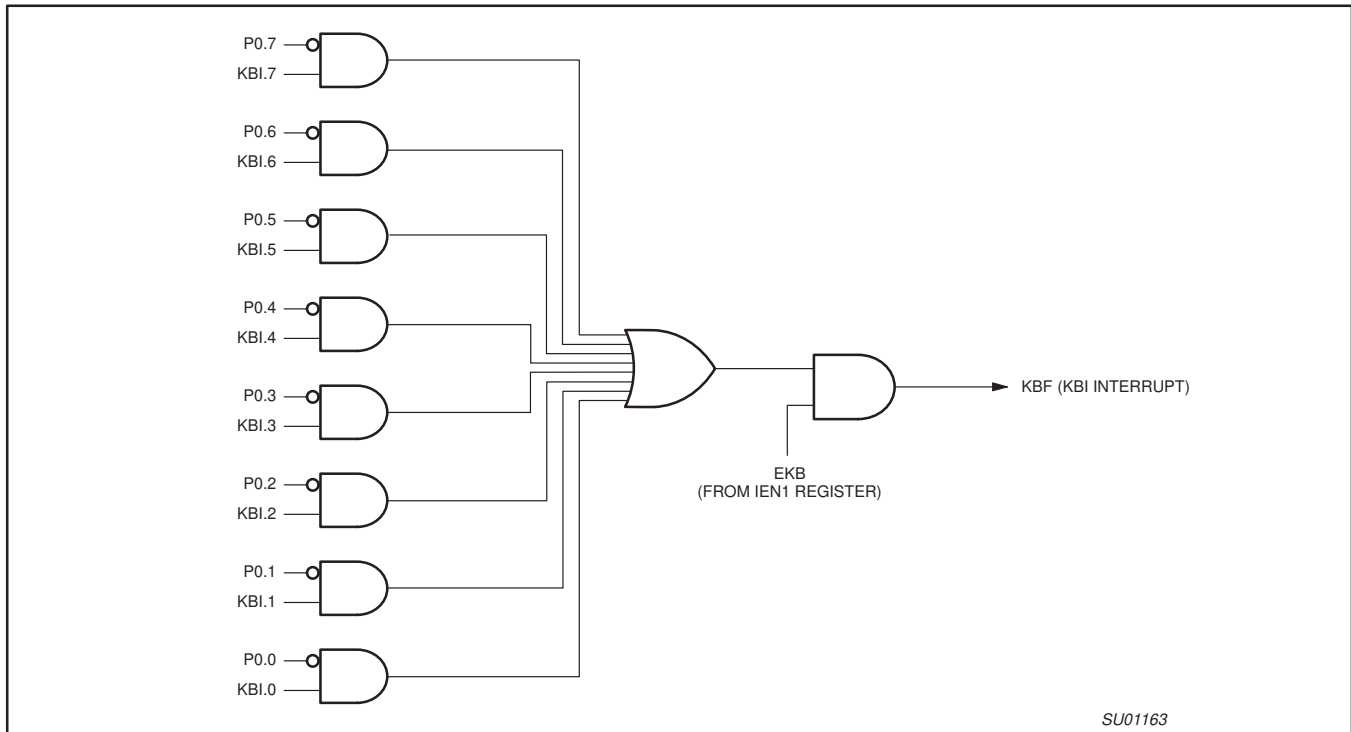 P0.7
KBI.7
P0.6
KBI.6
P0.5
KBI.5
P0.4
KBI.4
P0.3
KBI.3
P0.2
KBI.2
P0.1
KBI.1
P0.0
KBI.0
EKB
(FROM IEN1 REGISTER)
KBF (KBI INTERRUPT)
SU01163